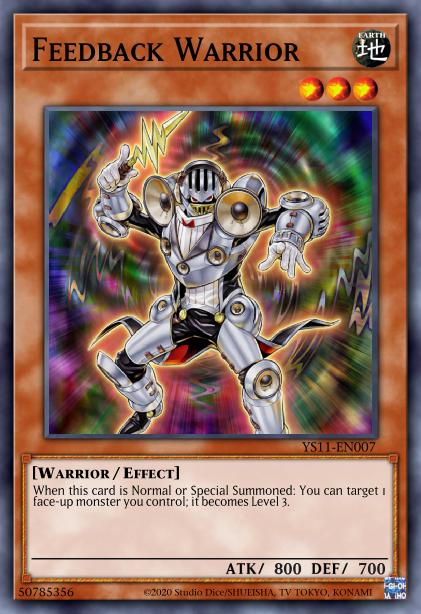 FEEDBACK WARRIOR
EARTH
地
YS11-EN007
[WARRIOR / EFFECT]
When this card is Normal or Special Summoned: You can target 1
face-up monster you control; it becomes Level 3.
ATK/ 800 DEF/ 700
50785356
©2020 Studio Dice/SHUEISHA, TV TOKYO, KONAMI